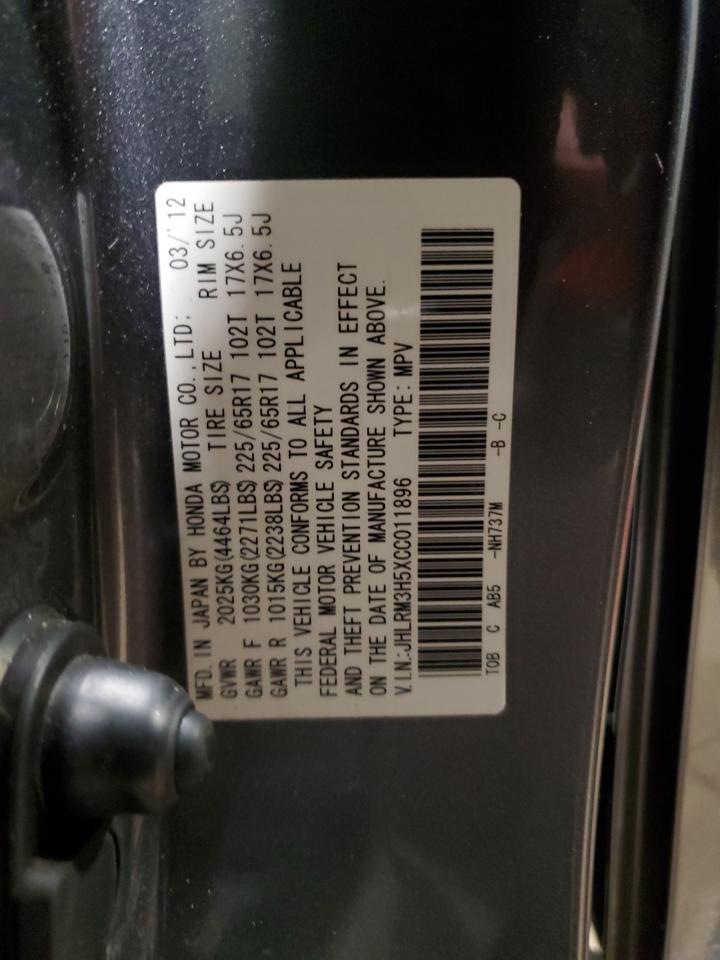 MFD. IN JAPAN BY HONDA MOTOR CO., LTD. 03/'12
GVWR 2025KG(4464LBS) TIRE SIZE RIM SIZE
GAWR F 1030KG(2271LBS) 225/65R17 102T 17X6.5J
GAWR R 1015KG(2238LBS) 225/65R17 102T 17X6.5J
THIS VEHICLE CONFORMS TO ALL APPLICABLE
FEDERAL MOTOR VEHICLE SAFETY
AND THEFT PREVENTION STANDARDS IN EFFECT
ON THE DATE OF MANUFACTURE SHOWN ABOVE.
V.I.N.:JHLRM3H5XCC011896 TYPE: MPV
TOB C AB5 -NH737M -B -C